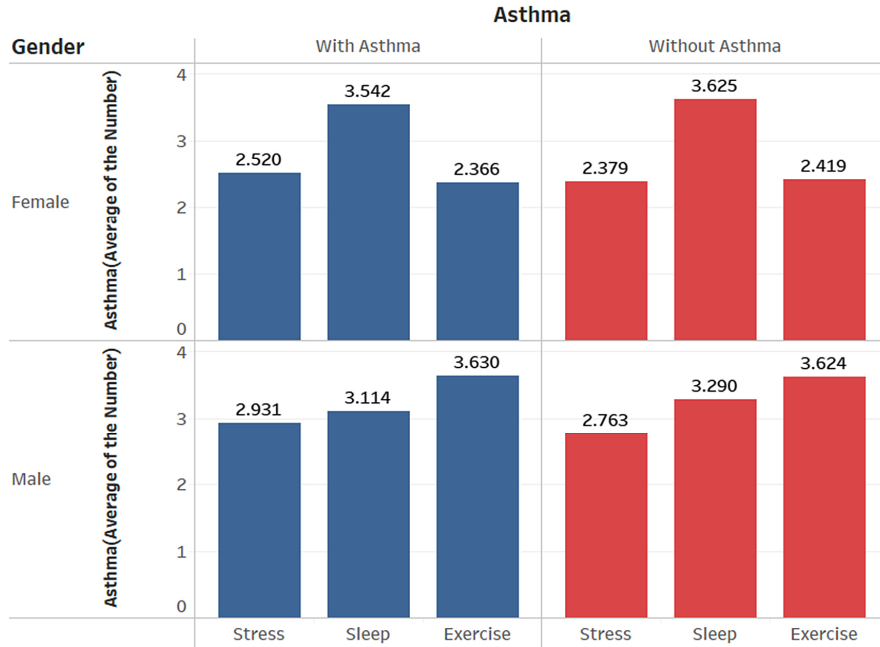 Asthma
Gender
With Asthma
Without Asthma
Female
Asthma(Average of the Number)
4
3
2
1
0
2.520
3.542
2.366
2.379
3.625
2.419
Male
Asthma(Average of the Number)
4
3
2
1
0
2.931
3.114
3.630
2.763
3.290
3.624
Stress
Sleep
Exercise
Stress
Sleep
Exercise